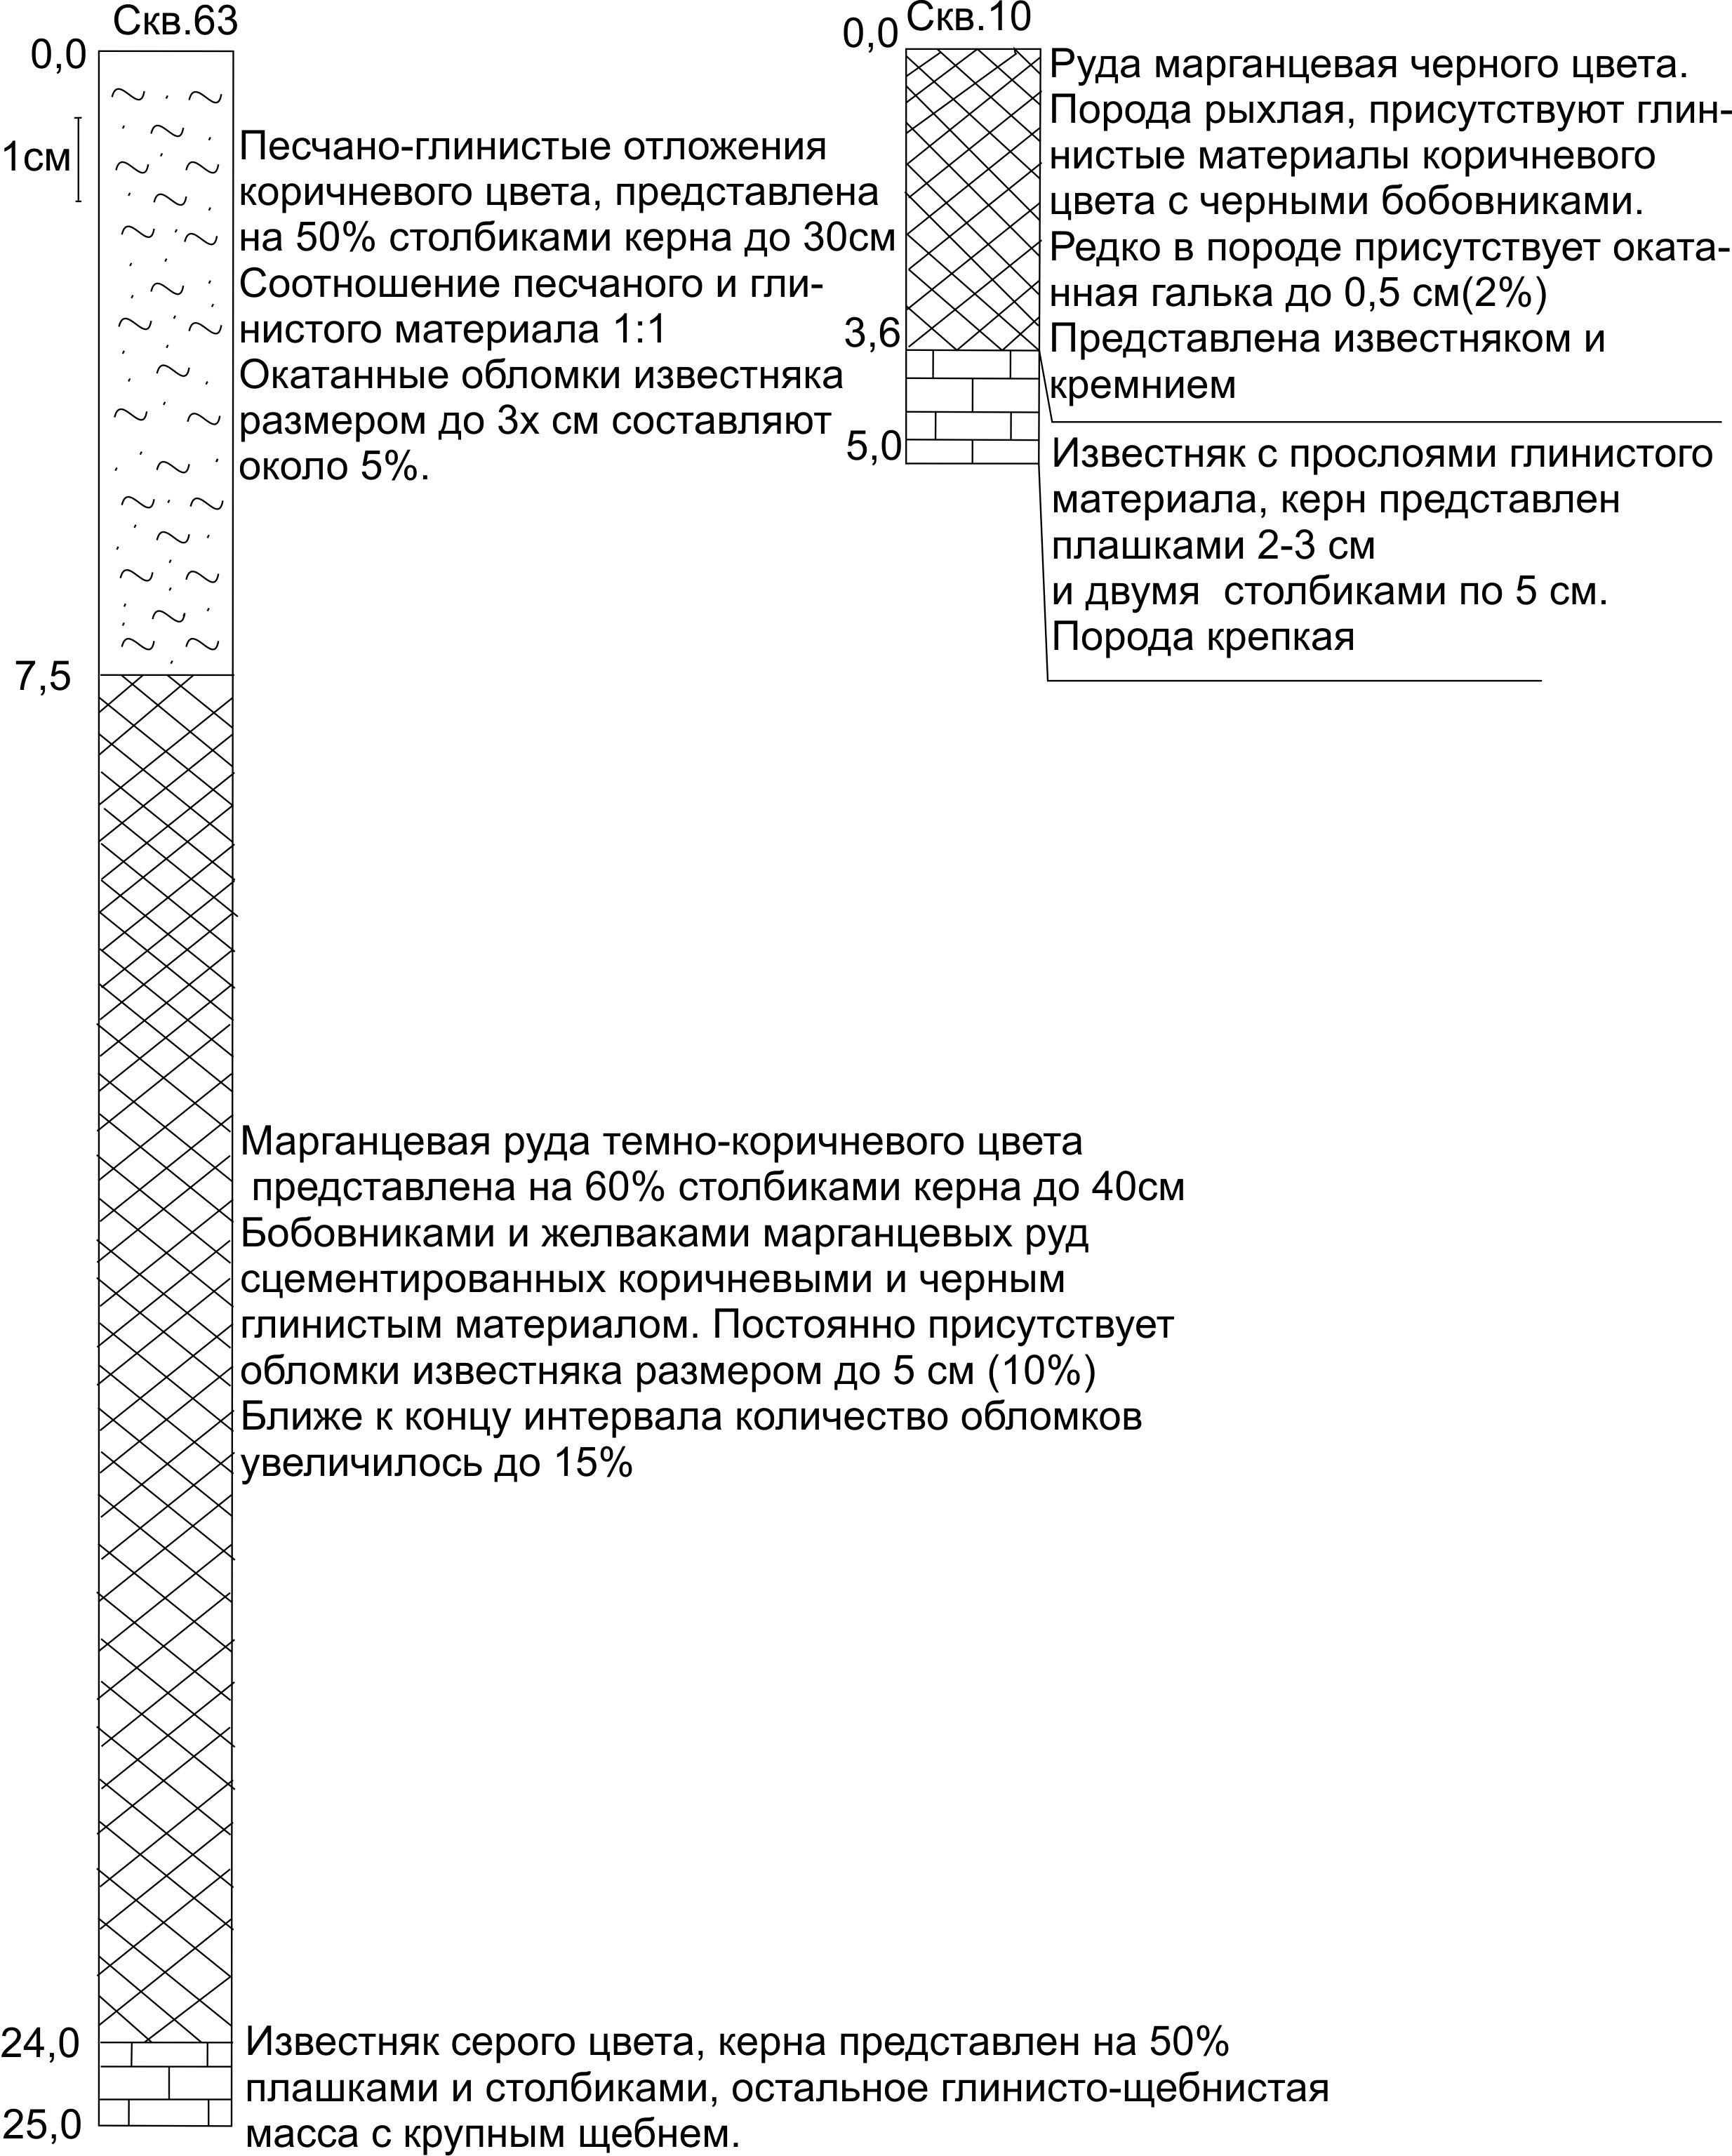 Скв.63
0,0
1см
Песчано-глинистые отложения
коричневого цвета, представлена
на 50% столбиками керна до 30см
Соотношение песчаного и гли-
нистого материала 1:1
Окатанные обломки известняка
размером до 3х см составляют
около 5%.
7,5
Марганцевая руда темно-коричневого цвета
представлена на 60% столбиками керна до 40см
Бобовниками и желваками марганцевых руд
сцементированных коричневыми и черным
глинистым материалом. Постоянно присутствует
обломки известняка размером до 5 см (10%)
Ближе к концу интервала количество обломков
увеличилось до 15%
24,0
Известняк серого цвета, керна представлен на 50%
плашками и столбиками, остальное глинисто-щебнистая
масса с крупным щебнем.
25,0
Скв.10
0,0
Руда марганцевая черного цвета.
Порода рыхлая, присутствуют глин-
нистые материалы коричневого
цвета с черными бобовниками.
Редко в породе присутствует оката-
нная галька до 0,5 см(2%)
Представлена известняком и
кремнием
3,6
Известняк с прослоями глинистого
материала, керн представлен
плашками 2-3 см
и двумя  столбиками по 5 см.
Порода крепкая
5,0